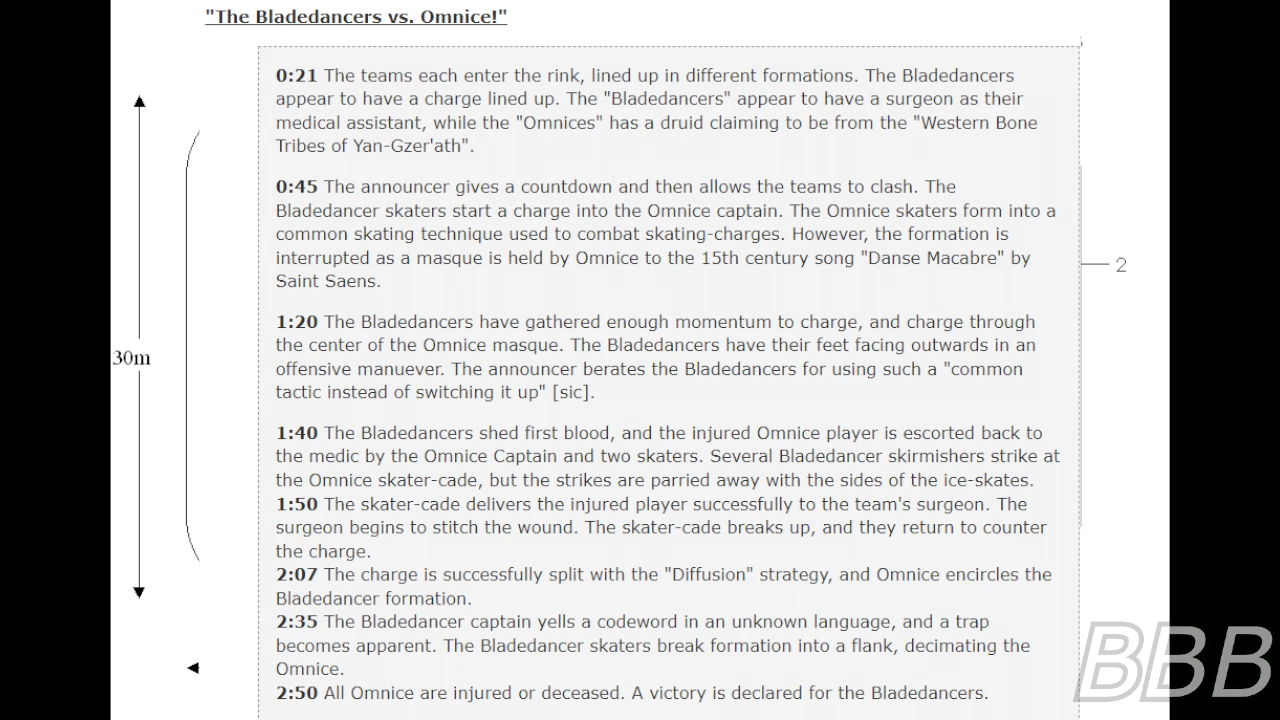 "The Bladedancers vs. Omnice!"
0:21 The teams each enter the rink, lined up in different formations. The Bladedancers
appear to have a charge lined up. The "Bladedancers" appear to have a surgeon as their
medical assistant, while the "Omnices" has a druid claiming to be from the "Western Bone
Tribes of Yan-Gzer'ath".
0:45 The announcer gives a countdown and then allows the teams to clash. The
Bladedancer skaters start a charge into the Omnice captain. The Omnice skaters form into a
common skating technique used to combat skating-charges. However, the formation is
interrupted as a masque is held by Omnice to the 15th century song "Danse Macabre" by
Saint Saens.
2
1:20 The Bladedancers have gathered enough momentum to charge, and charge through
the center of the Omnice masque. The Bladedancers have their feet facing outwards in an
30m
offensive manuever. The announcer berates the Bladedancers for using such a "common
tactic instead of switching it up" [sic].
1:40 The Bladedancers shed first blood, and the injured Omnice player is escorted back to
the medic by the Omnice Captain and two skaters. Several Bladedancer skirmishers strike at
the Omnice skater-cade, but the strikes are parried away with the sides of the ice-skates.
1:50 The skater-cade delivers the injured player successfully to the team's surgeon. The
surgeon begins to stitch the wound. The skater-cade breaks up, and they return to counter
the charge.
2:07 The charge is successfully split with the "Diffusion" strategy, and Omnice encircles the
Bladedancer formation.
2:35 The Bladedancer captain yells a codeword in an unknown language, and a trap
becomes apparent. The Bladedancer skaters break formation into a flank, decimating the
Omnice.
2:50 All Omnice are injured or deceased. A victory is declared for the Bladedancers.
BBB